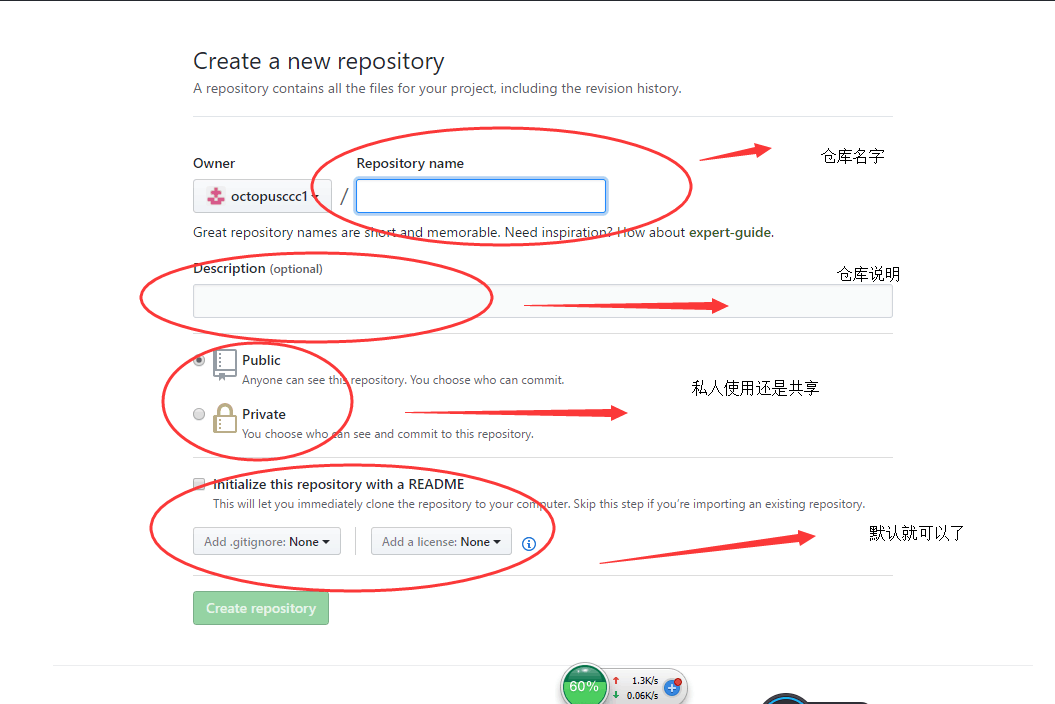 Create a new repository
A repository contains all the files for your project, including the revision history.
Owner
Repository name
仓库名字
octopusccc1
/
Great repository names are short and memorable. Need inspiration? How about expert-guide.
Description (optional)
仓库说明
Public
Anyone can see this repository. You choose who can commit.
私人使用还是共享
Private
You choose who can see and commit to this repository.
Initialize this repository with a README
This will let you immediately clone the repository to your computer. Skip this step if you're importing an existing repository.
默认就可以了
Add .gitignore: None
Add a license: None
Create repository
60%
1.3K/s
0.06K/s